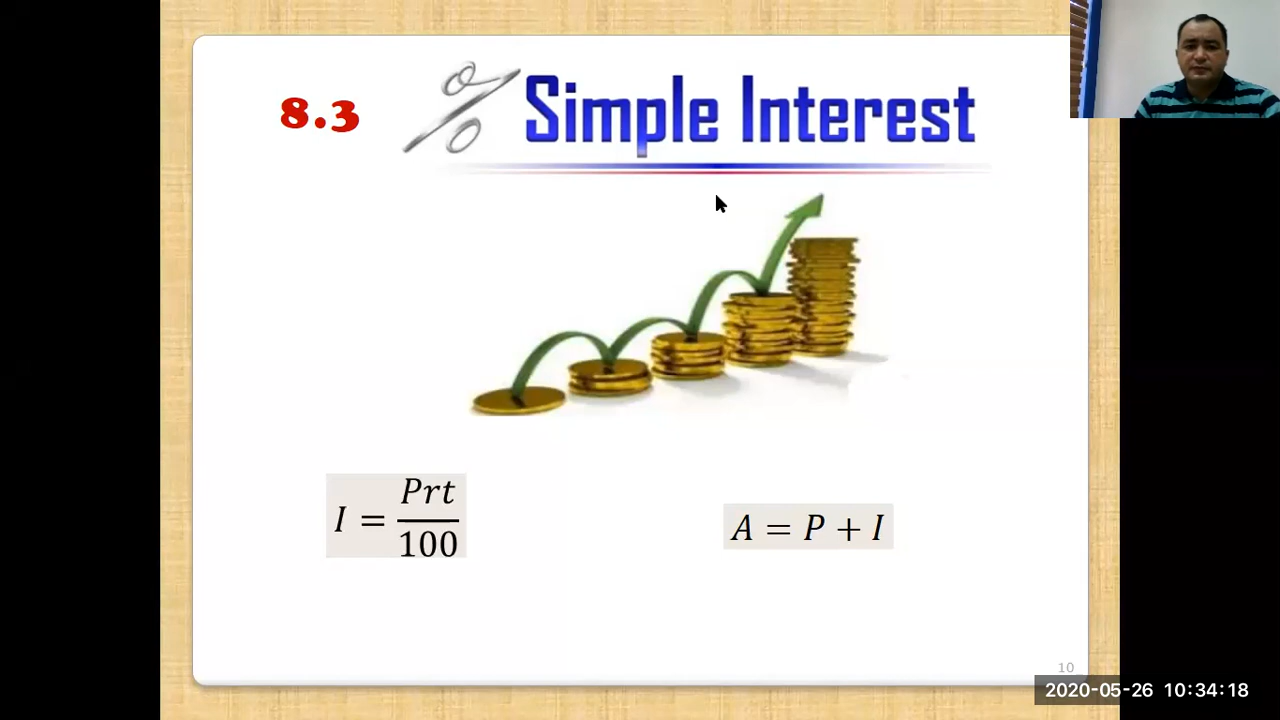 8.3
% Simple Interest
I = Prt/100
A = P + I
10
2020-05-26 10:34:18